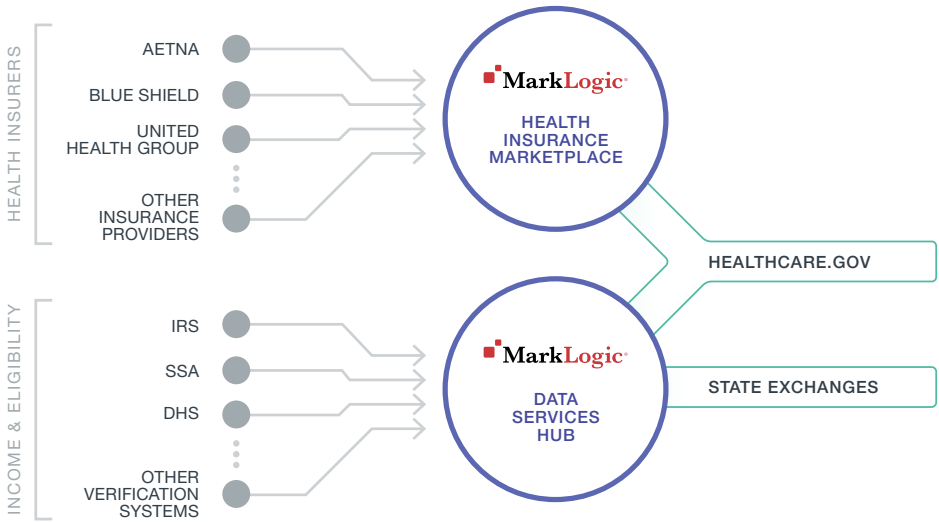 HEALTH INSURERS
AETNA
BLUE SHIELD
UNITED
HEALTH GROUP
OTHER
INSURANCE
PROVIDERS
MarkLogic
HEALTH
INSURANCE
MARKETPLACE
HEALTHCARE.GOV
INCOME & ELIGIBILITY
IRS
SSA
DHS
OTHER
VERIFICATION
SYSTEMS
MarkLogic
DATA
SERVICES
HUB
STATE EXCHANGES